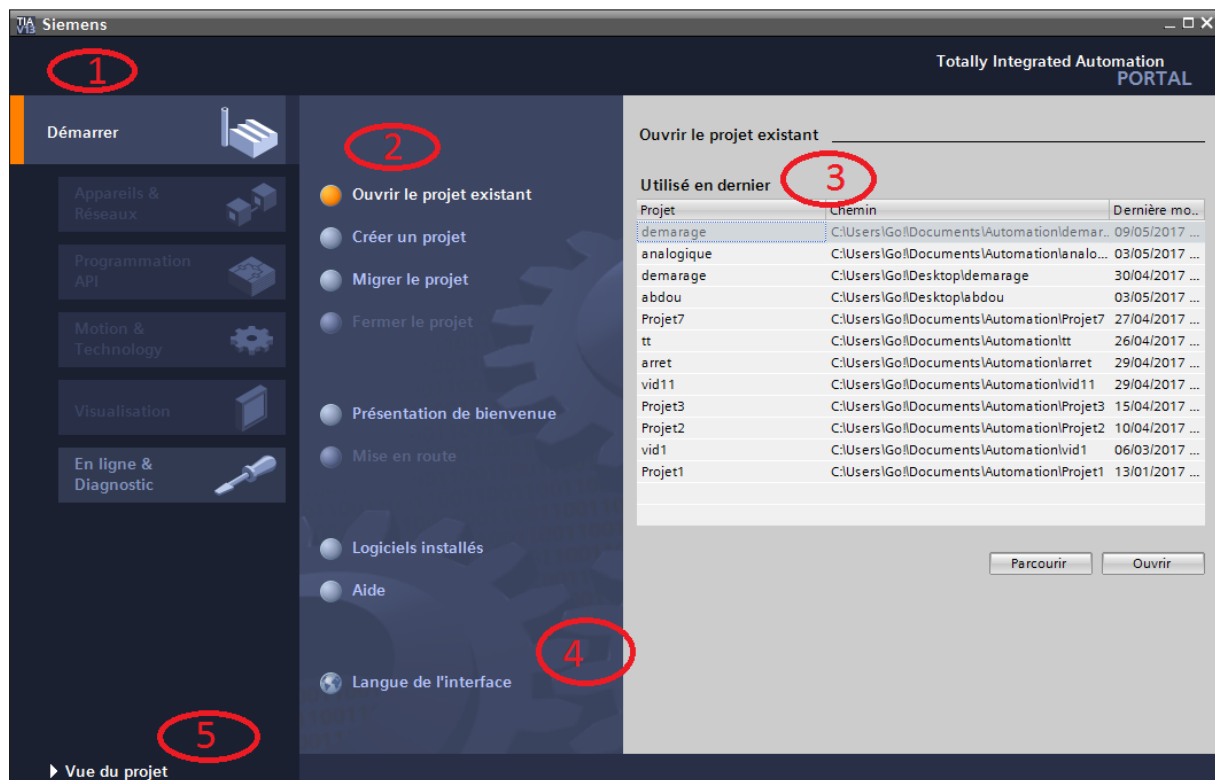 TIA V13 Siemens
Totally Integrated Automation
PORTAL
1
Démarrer
Appareils &
Réseaux
Programmation
API
Motion &
Technology
Visualisation
En ligne &
Diagnostic
5
Vue du projet
2
Ouvrir le projet existant
Créer un projet
Migrer le projet
Fermer le projet
Présentation de bienvenue
Mise en route
Logiciels installés
Aide
4
Langue de l'interface
Ouvrir le projet existant
3
Utilisé en dernier
Projet Chemin Dernière mo..
demarage C:\Users\Go!\Documents\Automation\demar.. 09/05/2017 ...
analogique C:\Users\Go!\Documents\Automation\analo... 03/05/2017 ...
demarage C:\Users\Go!\Desktop\demarage 30/04/2017 ...
abdou C:\Users\Go!\Desktop\abdou 03/05/2017 ...
Projet7 C:\Users\Go!\Documents\Automation\Projet7 27/04/2017 ...
tt C:\Users\Go!\Documents\Automation\tt 26/04/2017 ...
arret C:\Users\Go!\Documents\Automation\arret 29/04/2017 ...
vid11 C:\Users\Go!\Documents\Automation\vid11 29/04/2017 ...
Projet3 C:\Users\Go!\Documents\Automation\Projet3 15/04/2017 ...
Projet2 C:\Users\Go!\Documents\Automation\Projet2 10/04/2017 ...
vid1 C:\Users\Go!\Documents\Automation\vid1 06/03/2017 ...
Projet1 C:\Users\Go!\Documents\Automation\Projet1 13/01/2017 ...
Parcourir Ouvrir